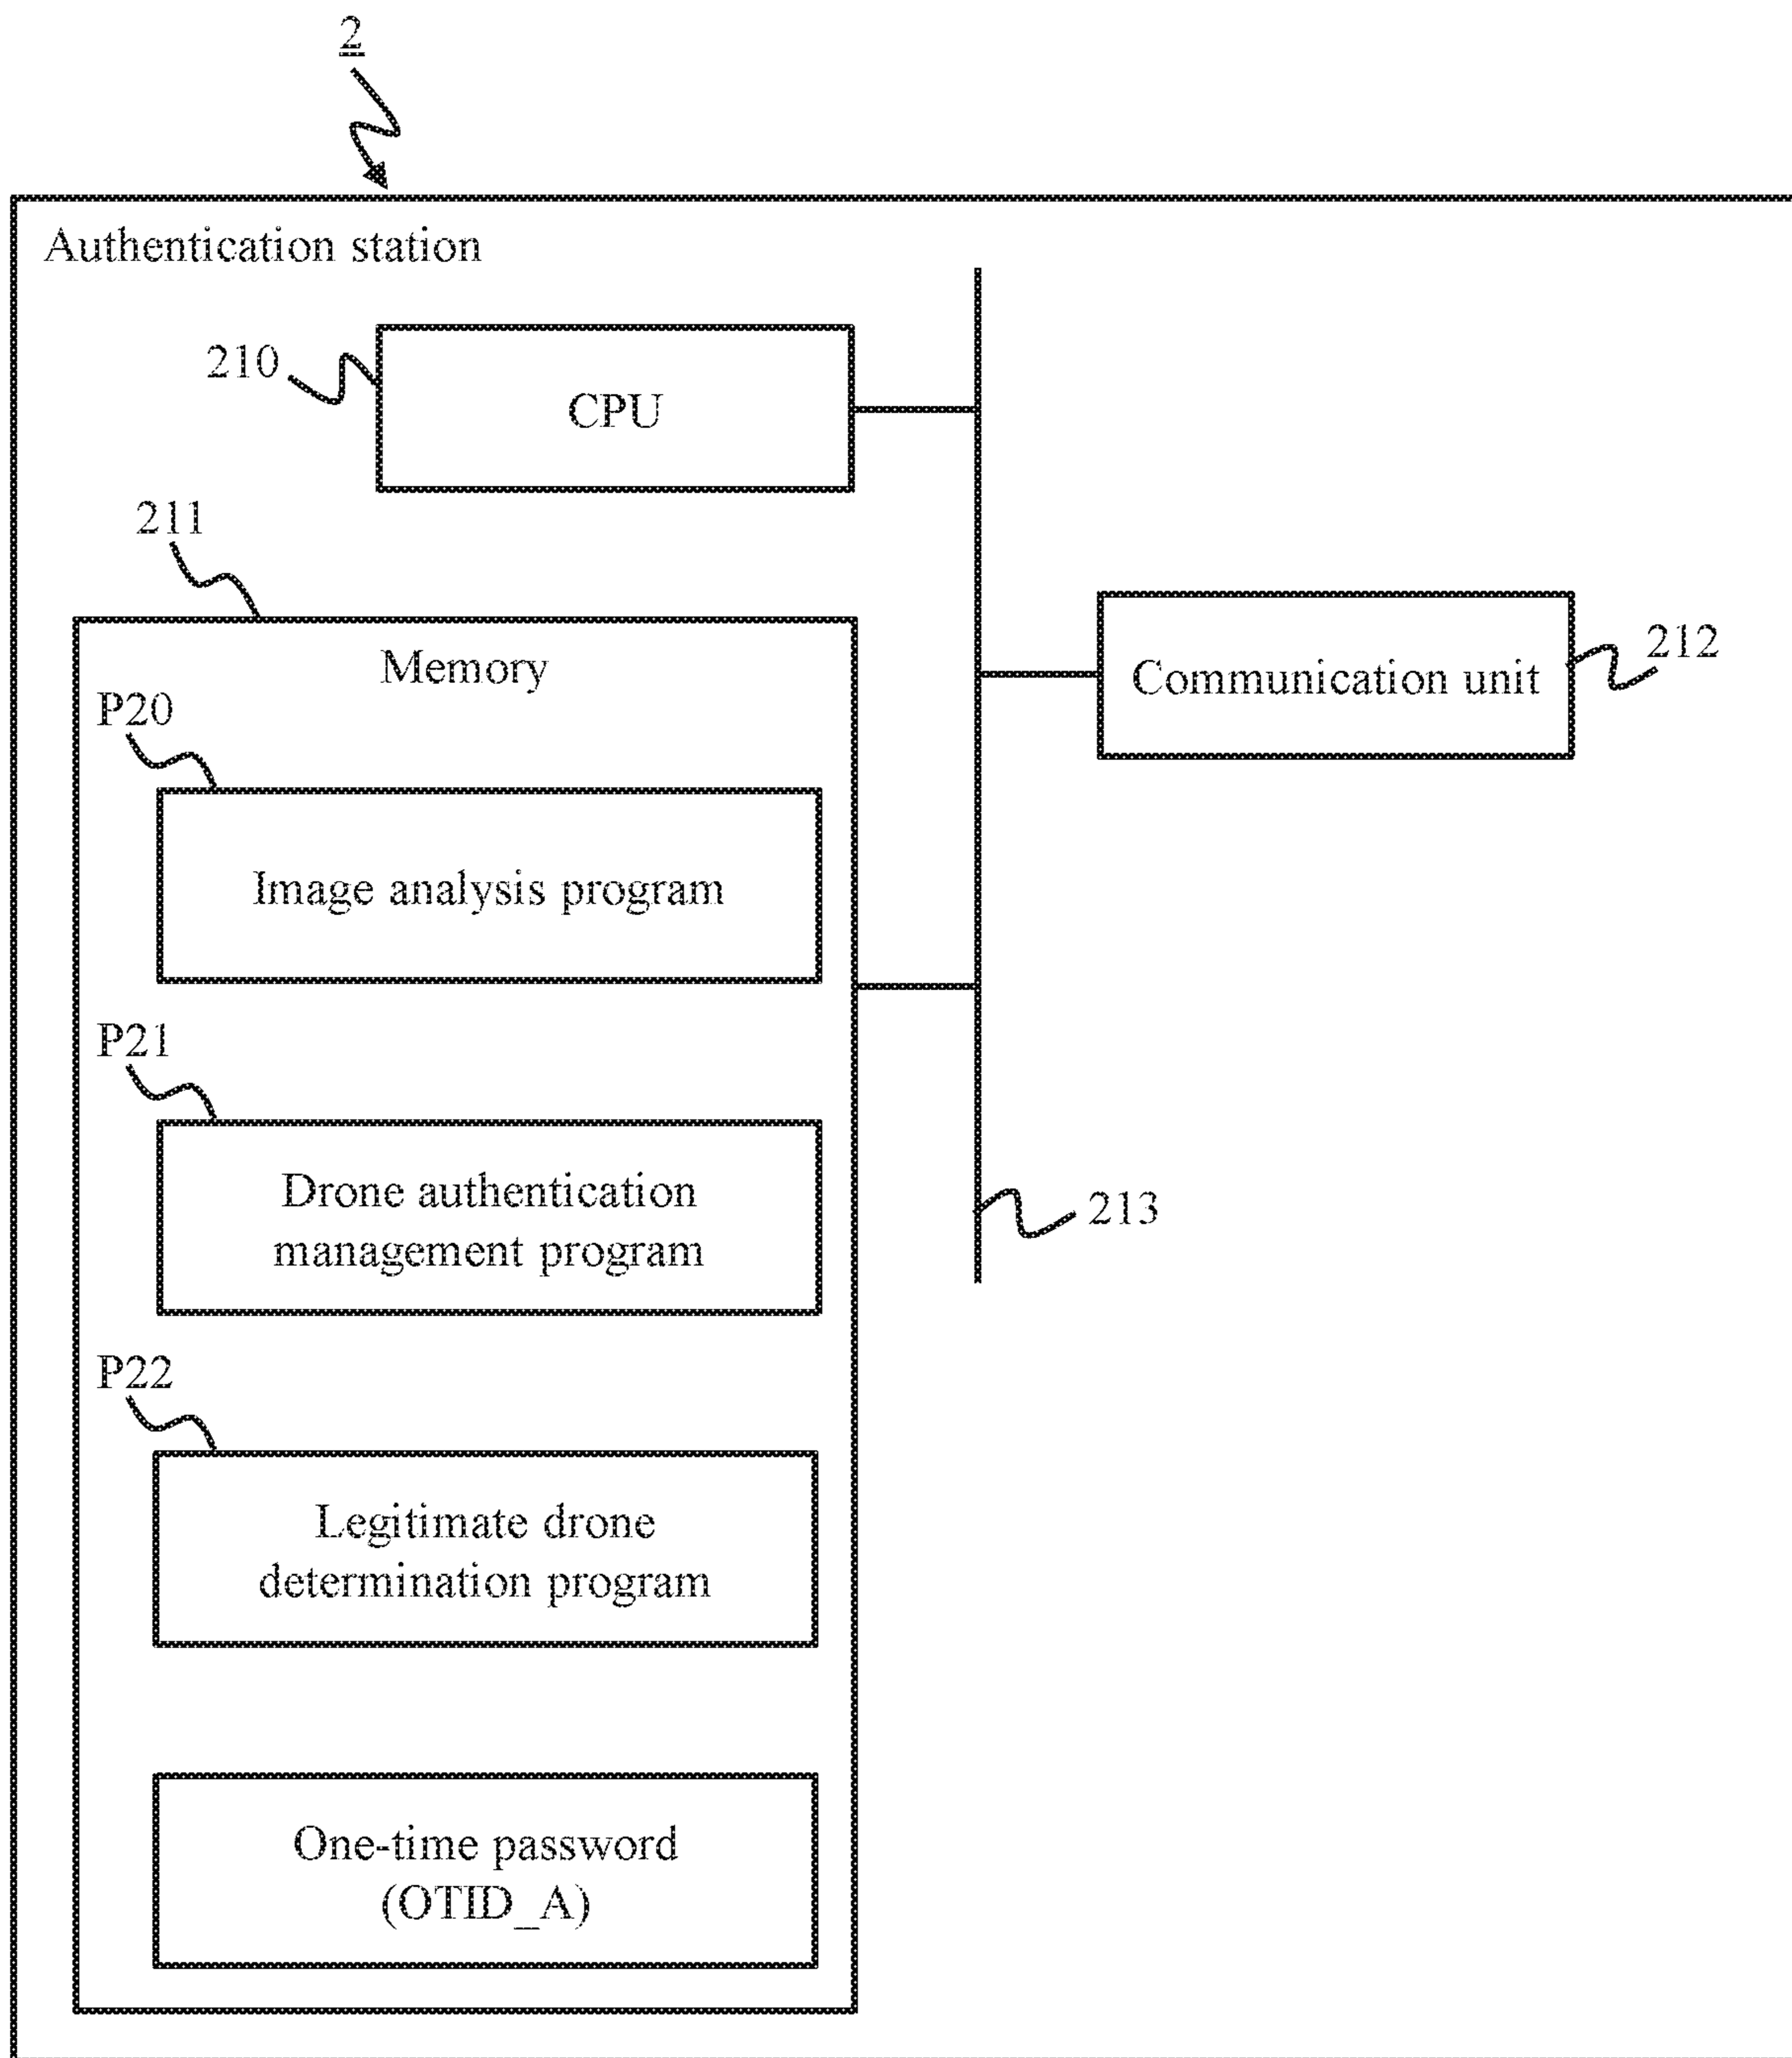 2
Authentication station
210
CPU
211
Memory
212
Communication unit
P20
Image analysis program
P21
Drone authentication
management program
213
P22
Legitimate drone
determination program
One-time password
(OTID_A)